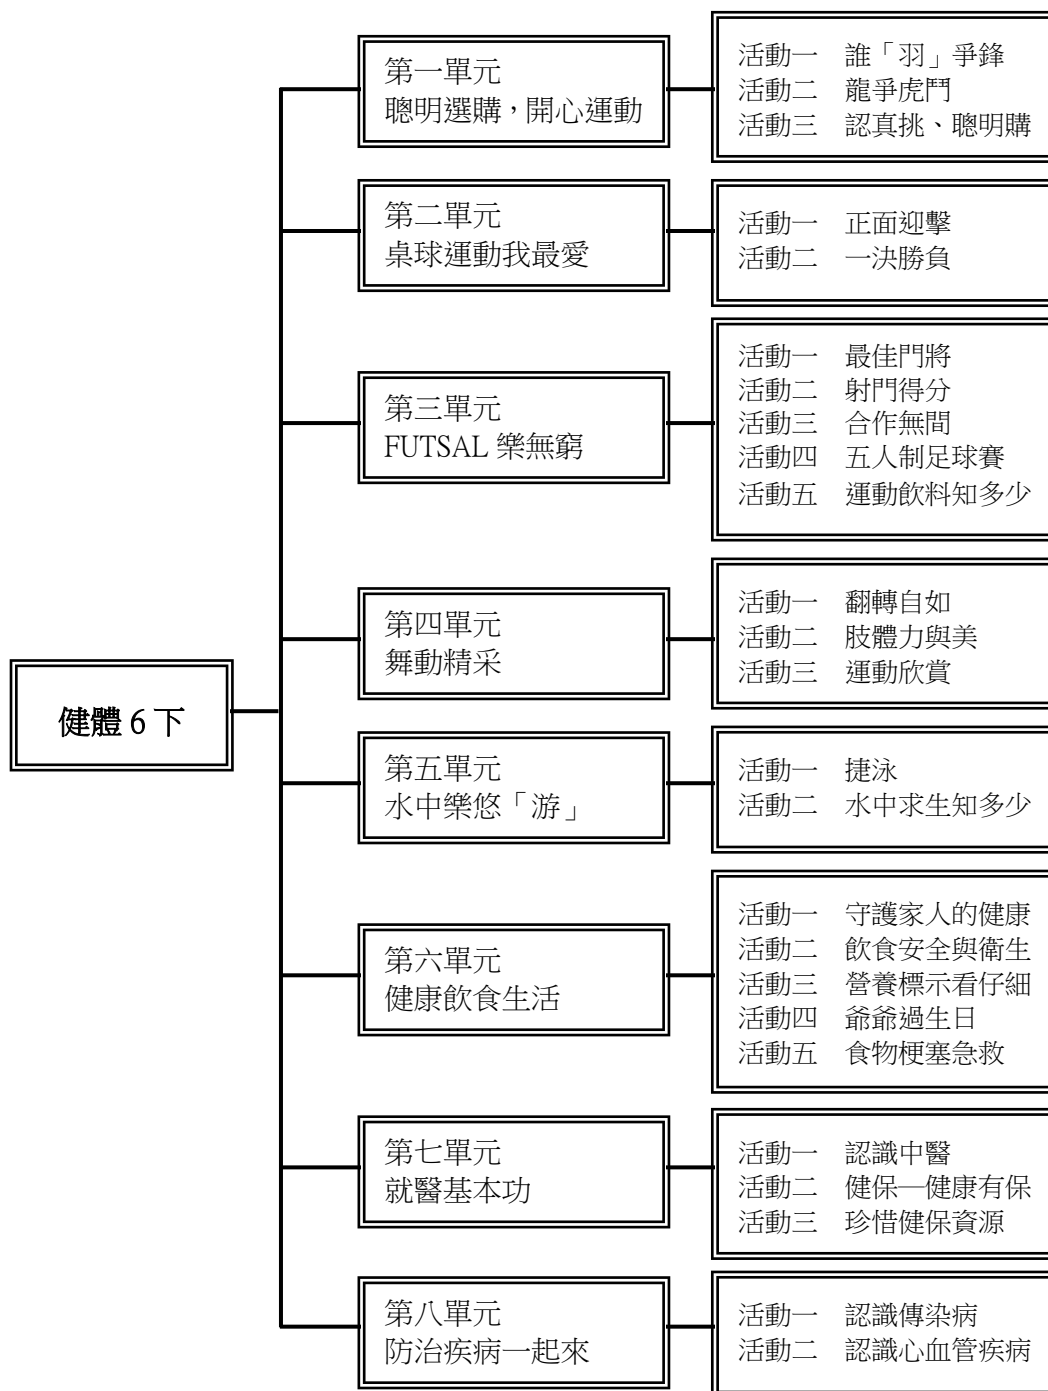 健體 6 下
第一單元
聰明選購，開心運動
活動一　誰「羽」爭鋒
活動二　龍爭虎鬥
活動三　認真挑、聰明購
第二單元
桌球運動我最愛
活動一　正面迎擊
活動二　一決勝負
第三單元
FUTSAL 樂無窮
活動一　最佳門將
活動二　射門得分
活動三　合作無間
活動四　五人制足球賽
活動五　運動飲料知多少
第四單元
舞動精采
活動一　翻轉自如
活動二　肢體力與美
活動三　運動欣賞
第五單元
水中樂悠「游」
活動一　捷泳
活動二　水中求生知多少
第六單元
健康飲食生活
活動一　守護家人的健康
活動二　飲食安全與衛生
活動三　營養標示看仔細
活動四　爺爺過生日
活動五　食物梗塞急救
第七單元
就醫基本功
活動一　認識中醫
活動二　健保─健康有保
活動三　珍惜健保資源
第八單元
防治疾病一起來
活動一　認識傳染病
活動二　認識心血管疾病